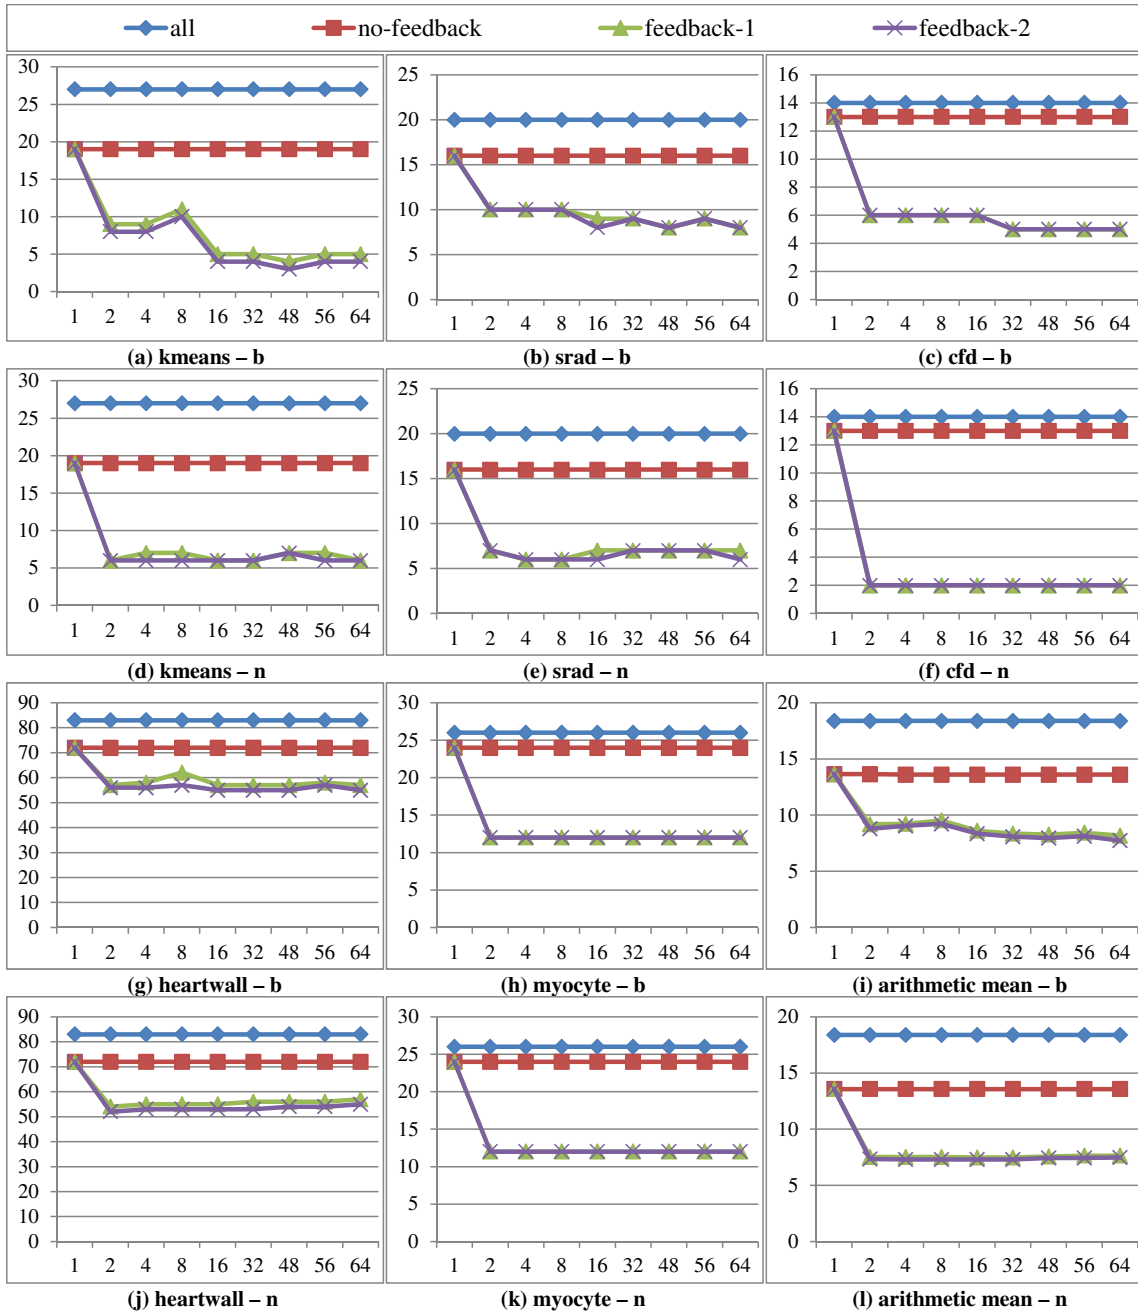 all no-feedback feedback-1 feedback-2
30 25 20 15 10 5 0
1 2 4 8 16 32 48 56 64
(a) kmeans – b
25 20 15 10 5 0
1 2 4 8 16 32 48 56 64
(b) srad – b
16 14 12 10 8 6 4 2 0
1 2 4 8 16 32 48 56 64
(c) cfd – b
30 25 20 15 10 5 0
1 2 4 8 16 32 48 56 64
(d) kmeans – n
25 20 15 10 5 0
1 2 4 8 16 32 48 56 64
(e) srad – n
16 14 12 10 8 6 4 2 0
1 2 4 8 16 32 48 56 64
(f) cfd – n
90 80 70 60 50 40 30 20 10 0
1 2 4 8 16 32 48 56 64
(g) heartwall – b
30 25 20 15 10 5 0
1 2 4 8 16 32 48 56 64
(h) myocyte – b
20 15 10 5 0
1 2 4 8 16 32 48 56 64
(i) arithmetic mean – b
90 80 70 60 50 40 30 20 10 0
1 2 4 8 16 32 48 56 64
(j) heartwall – n
30 25 20 15 10 5 0
1 2 4 8 16 32 48 56 64
(k) myocyte – n
20 15 10 5 0
1 2 4 8 16 32 48 56 64
(l) arithmetic mean – n